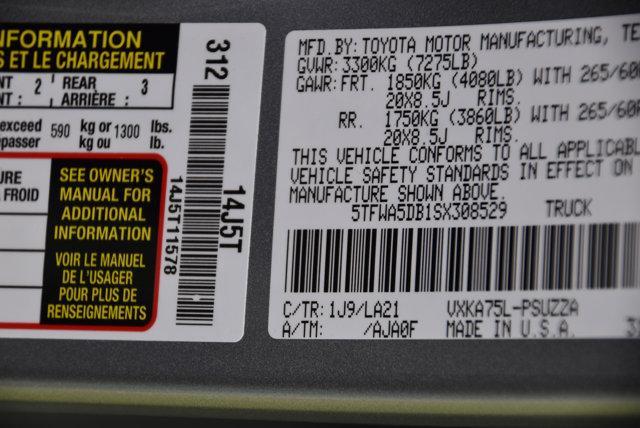 NFORMATION
S ET LE CHARGEMENT
NT 2 REAR 3
NT : ARRIÈRE :
exceed 590 kg or 1300 lbs.
passer kg ou lb.
URE
À FROID
SEE OWNER'S
MANUAL FOR
ADDITIONAL
INFORMATION
VOIR LE MANUEL
DE L'USAGER
POUR PLUS DE
RENSEIGNEMENTS
312
14J5T11578
14J5T
MFD. BY: TOYOTA MOTOR MANUFACTURING, TE
GVWR: 3300KG (7275LB)
GAWR: FRT. 1850KG (4080LB) WITH 265/60
20X8.5J RIMS.
RR. 1750KG (3860LB) WITH 265/60
20X8.5J RIMS.
THIS VEHICLE CONFORMS TO ALL APPLICABL
VEHICLE SAFETY STANDARDS IN EFFECT ON
MANUFACTURE SHOWN ABOVE.
5TFWA5DB1SX308529 TRUCK
C/TR: 1J9/LA21 VXKA75L-PSUZZA
A/TM: /AJA0F MADE IN U.S.A.